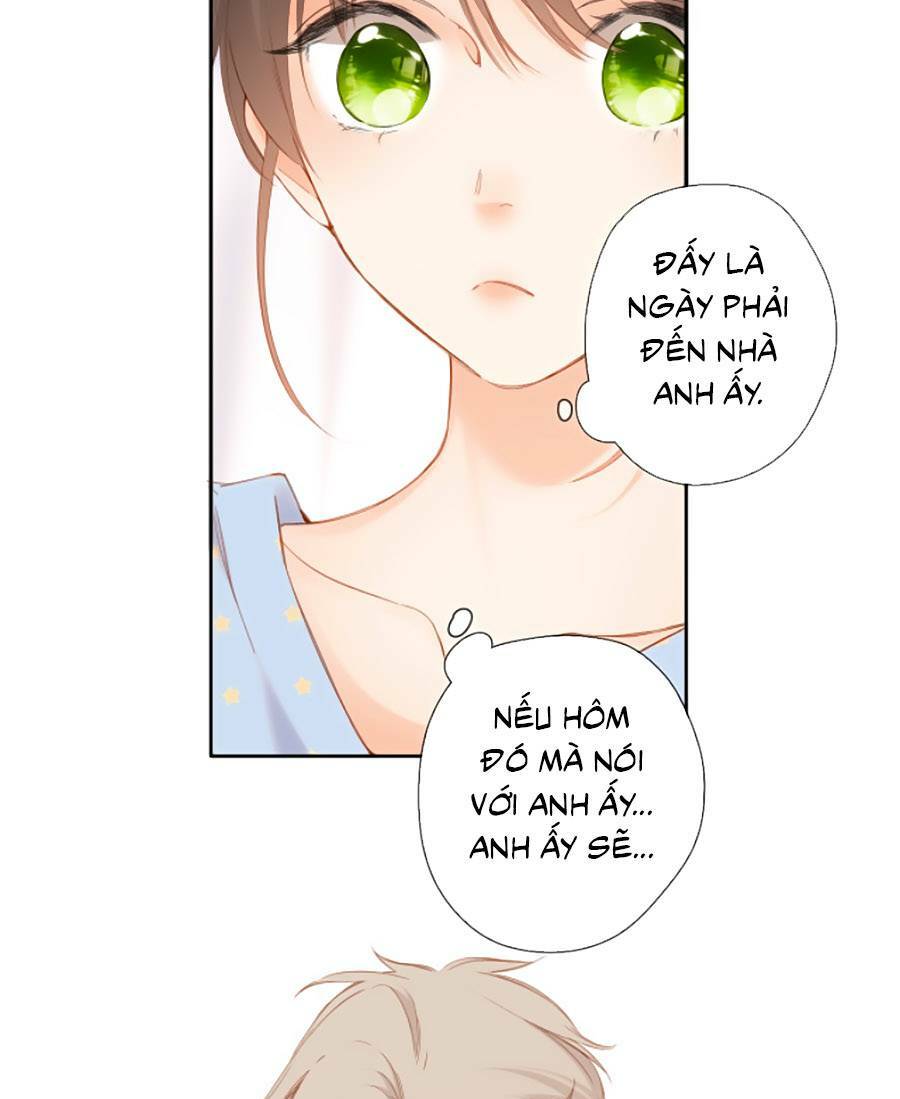 ĐẤY LÀ
NGÀY PHẢI
ĐẾN NHÀ
ANH ẤY.
NẾU HÔM
ĐÓ MÀ NÓI
VỚI ANH ẤY...
ANH ẤY SẼ...